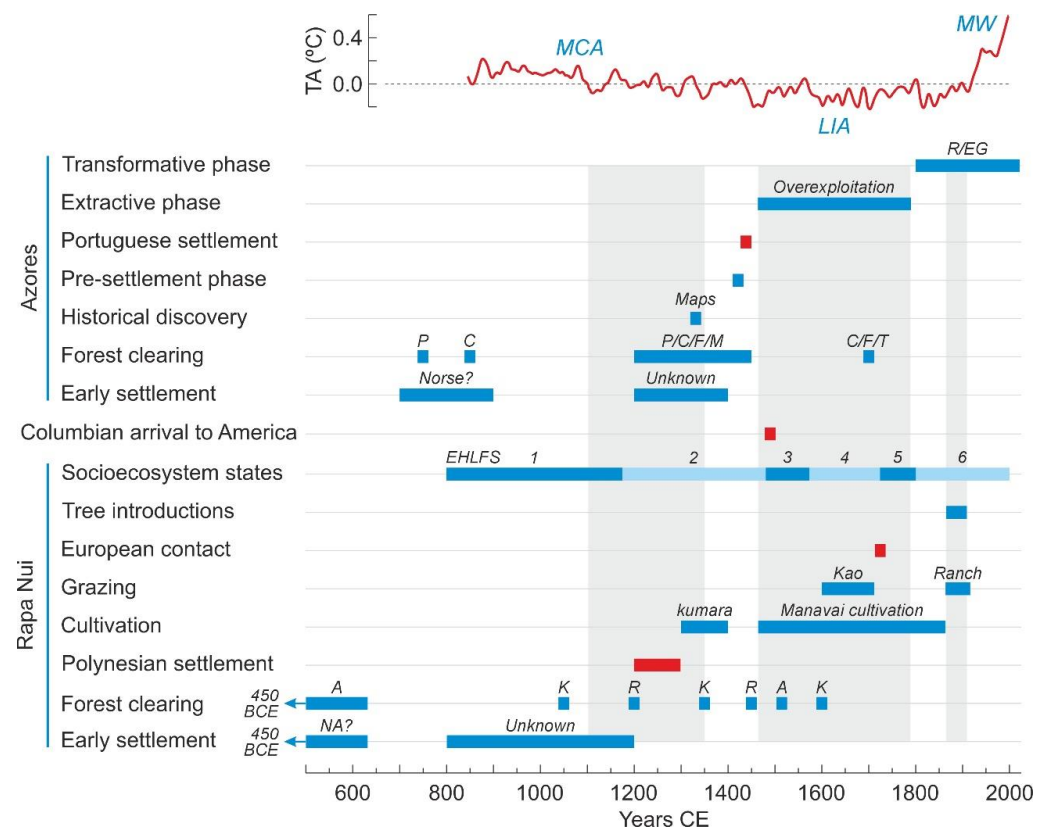 TA (ºC)
0.4
0.0
MCA
LIA
MW
Azores
Transformative phase
R/EG
Extractive phase
Overexploitation
Portuguese settlement
Pre-settlement phase
Historical discovery
Maps
Forest clearing
P
C
P/C/F/M
C/F/T
Early settlement
Norse?
Unknown
Columbian arrival to America
Rapa Nui
Socioecosystem states
EHLFS 1 2 3 4 5 6
Tree introductions
European contact
Grazing
Kao
Ranch
Cultivation
kumara
Manavai cultivation
Polynesian settlement
Forest clearing
450
BCE
A
K
R
K
R
A
K
Early settlement
450
BCE
NA?
Unknown
600 800 1000 1200 1400 1600 1800 2000
Years CE